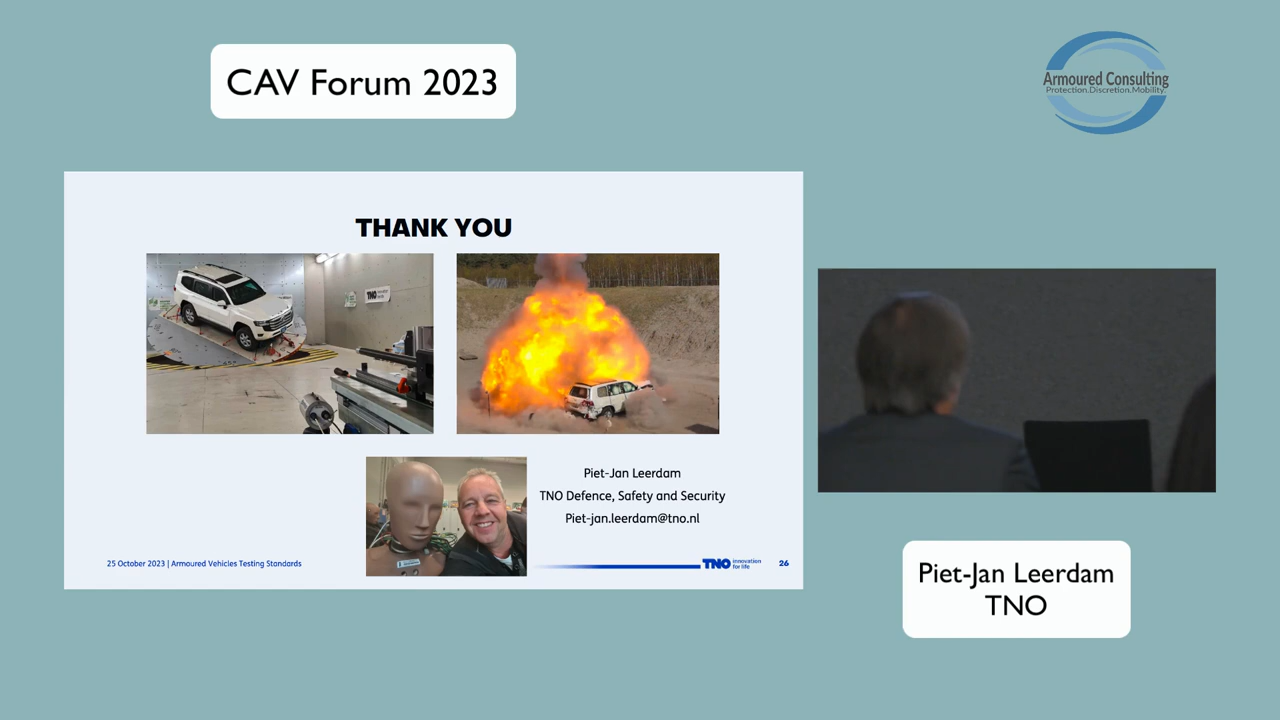 CAV Forum 2023
Armoured Consulting
Protection.Discretion.Mobility.
THANK YOU
TNO
Piet-Jan Leerdam
TNO Defence, Safety and Security
Piet-jan.leerdam@tno.nl
25 October 2023 | Armoured Vehicles Testing Standards
TNO innovation
for life
26
Piet-Jan Leerdam
TNO